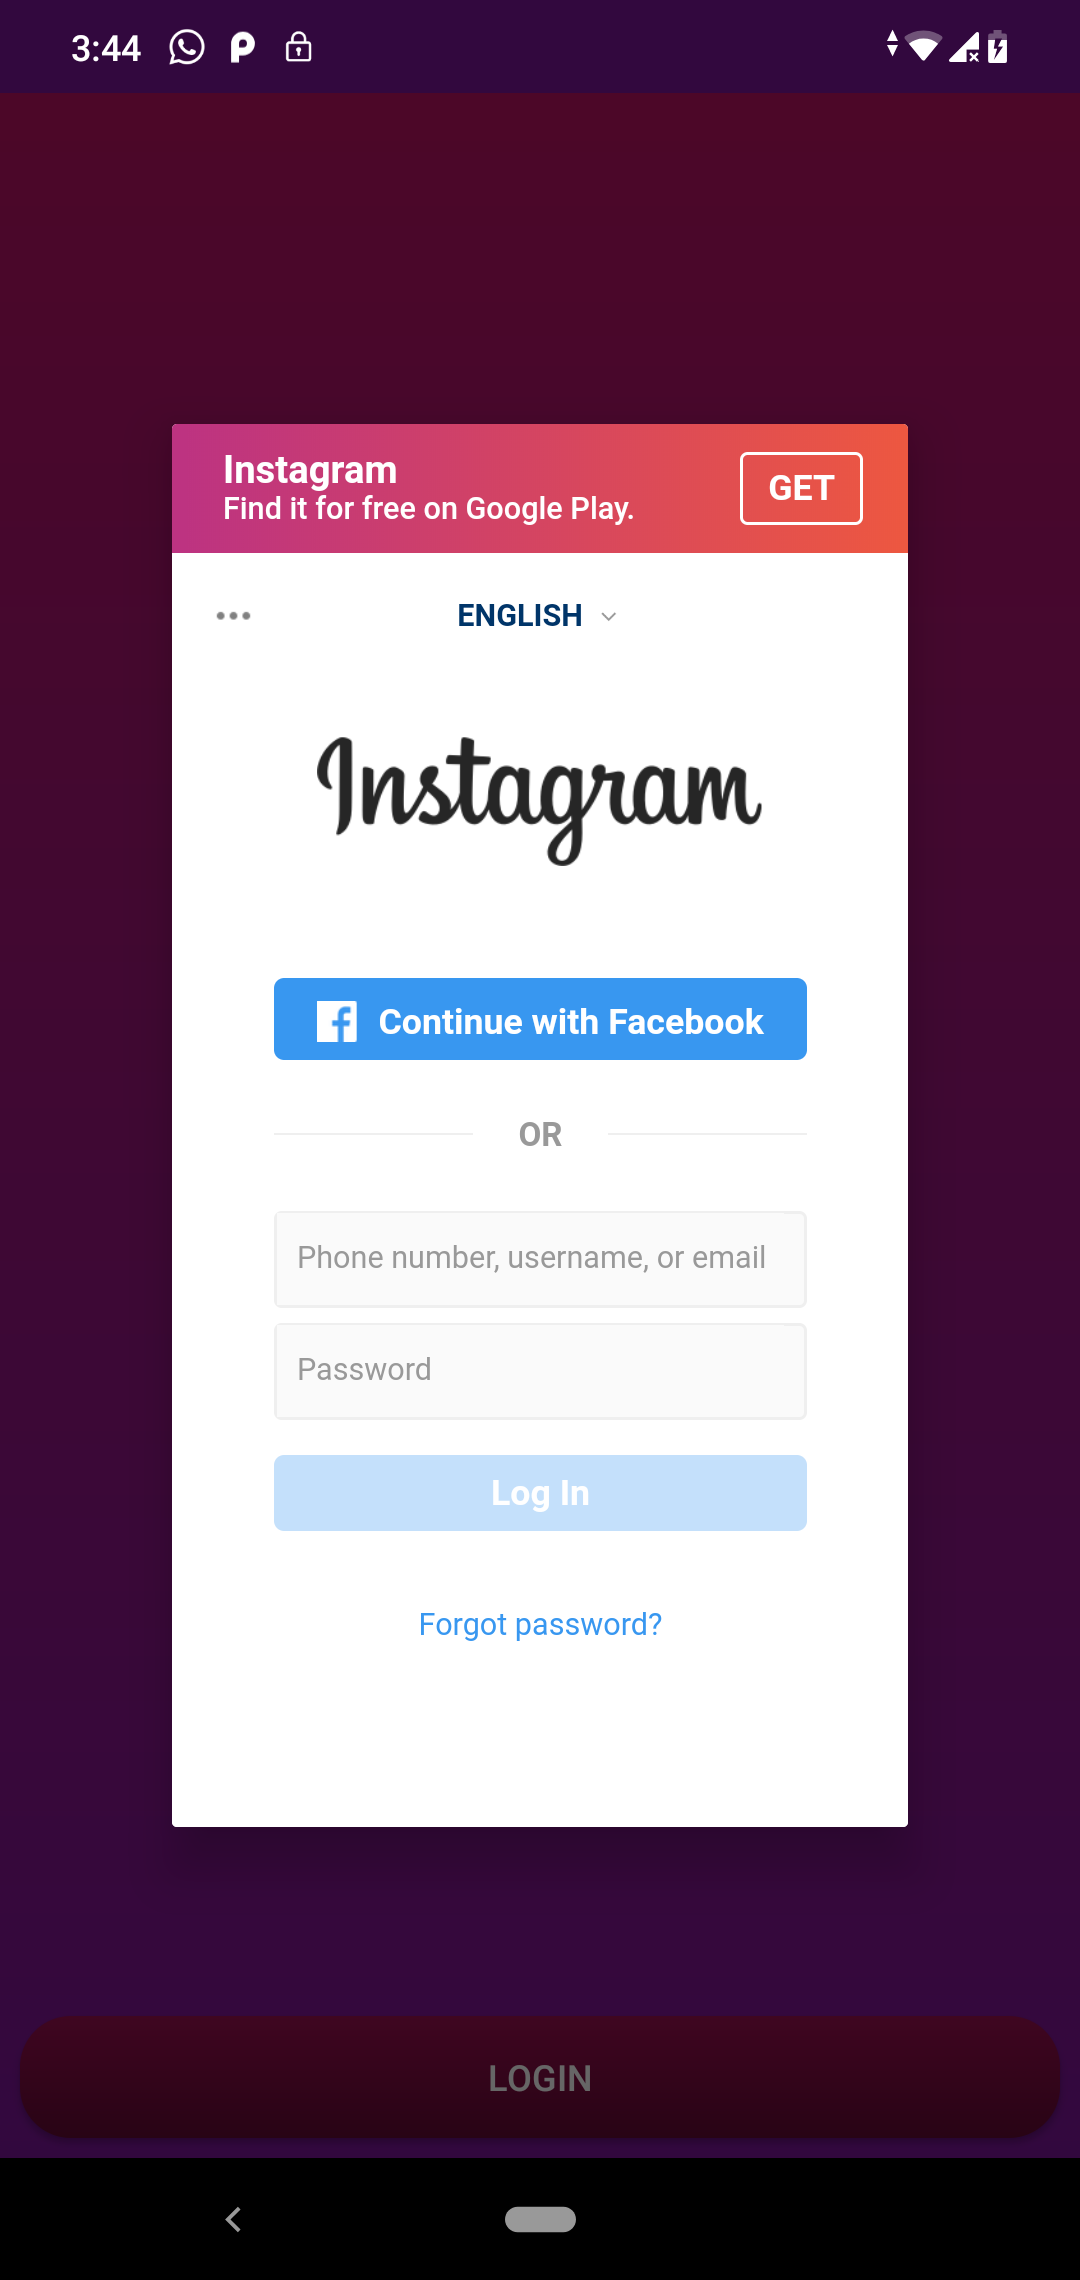 3:44
Instagram
Find it for free on Google Play.
GET
ENGLISH
Instagram
Continue with Facebook
OR
Phone number, username, or email
Password
Log In
Forgot password?
LOGIN